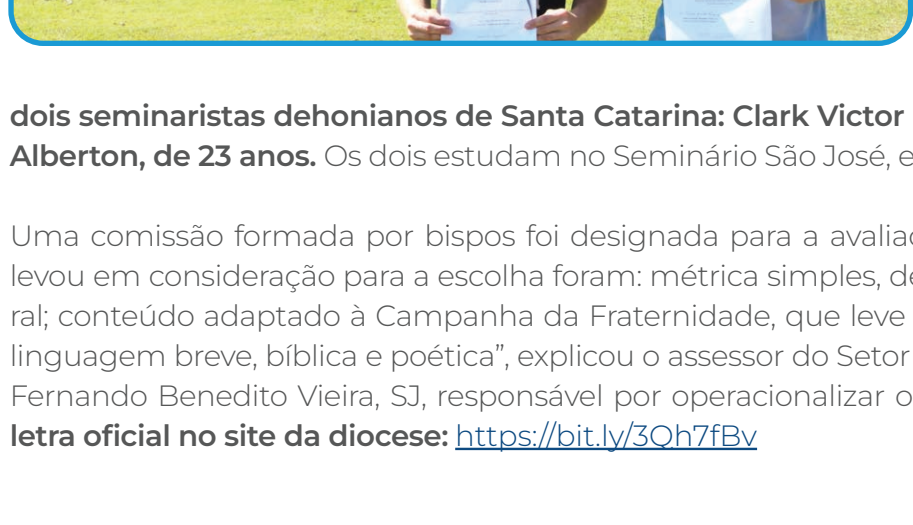 dois seminaristas dehonianos de Santa Catarina: Clark Victor
Alberton, de 23 anos. Os dois estudam no Seminário São José, e
Uma comissão formada por bispos foi designada para a avaliaç
levou em consideração para a escolha foram: métrica simples, de
ral; conteúdo adaptado à Campanha da Fraternidade, que leve
linguagem breve, bíblica e poética”, explicou o assessor do Setor
Fernando Benedito Vieira, SJ, responsável por operacionalizar o
letra oficial no site da diocese: https://bit.ly/3Qh7fBv